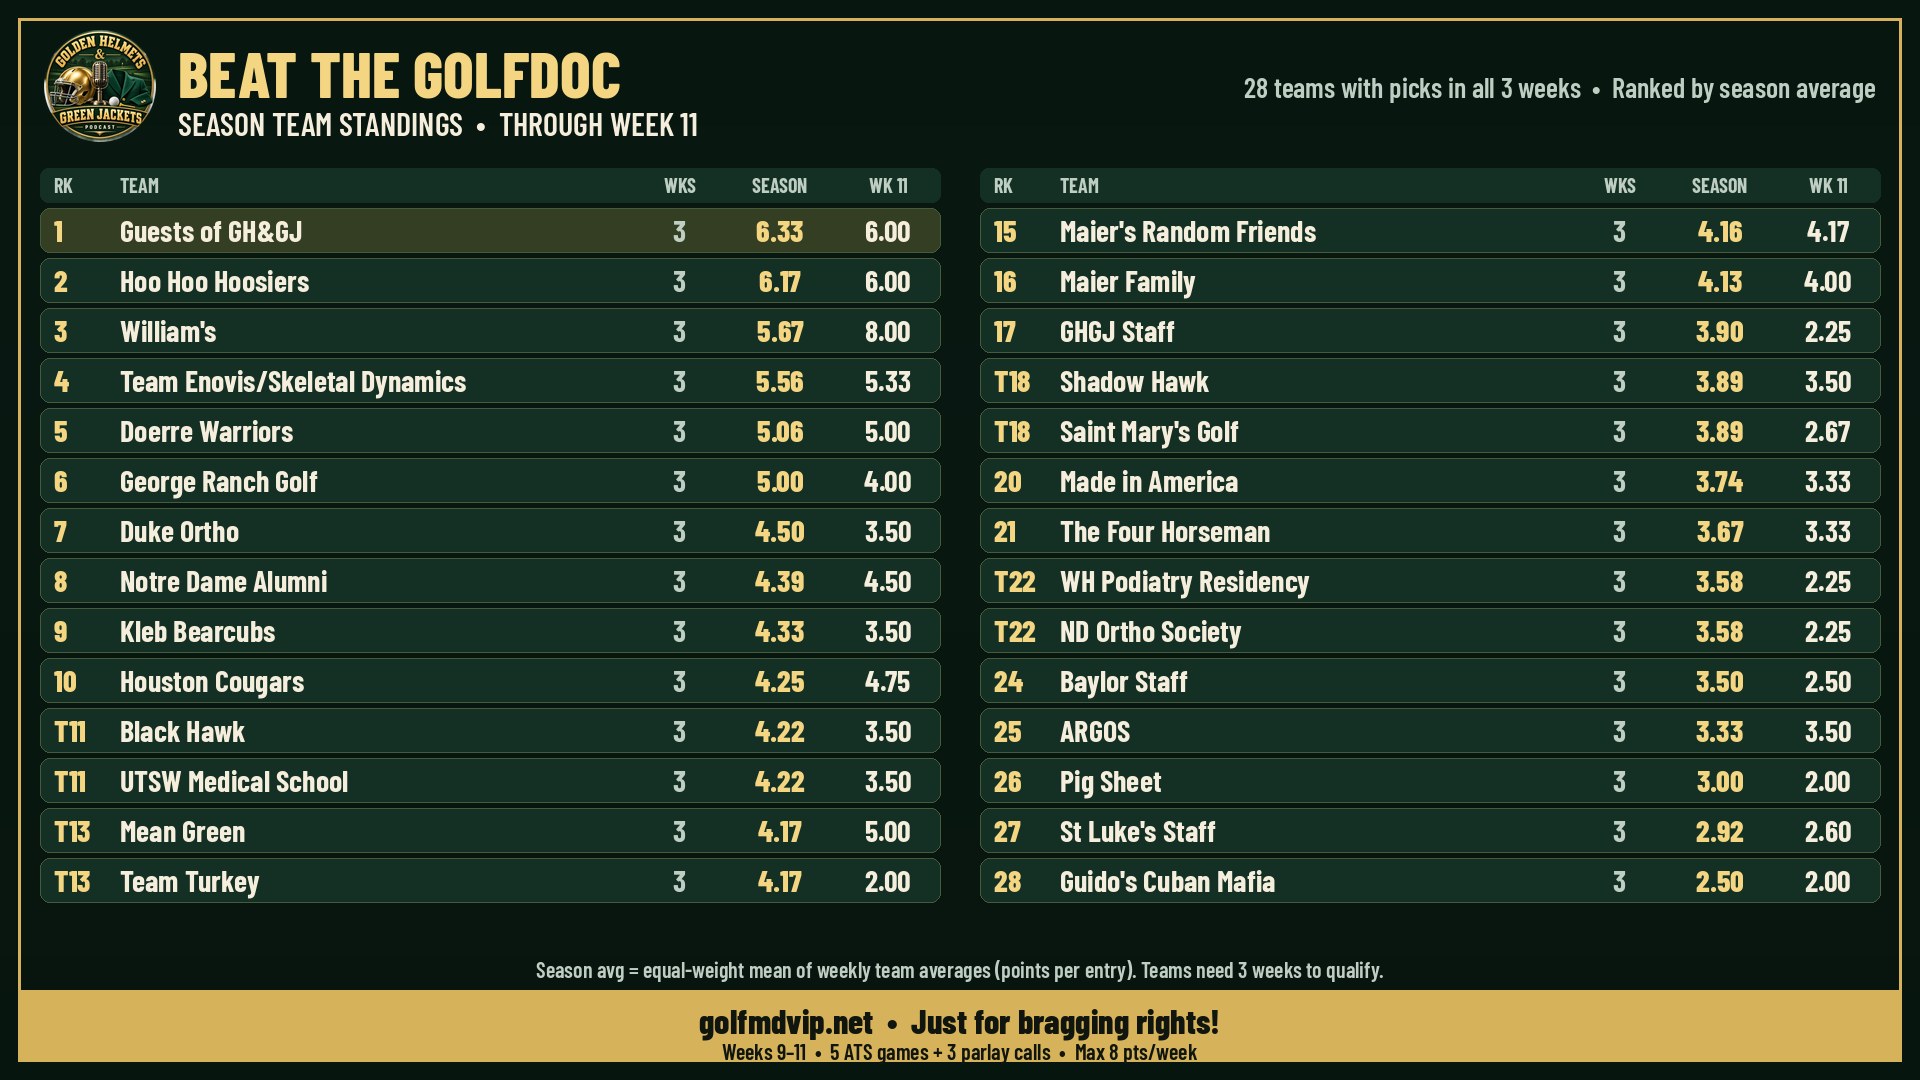 GOLDEN HELMETS
&
GREEN JACKETS
PODCAST
BEAT THE GOLFDOC
SEASON TEAM STANDINGS • THROUGH WEEK 11
28 teams with picks in all 3 weeks • Ranked by season average
RK TEAM WKS SEASON WK 11
1 Guests of GH&GJ 3 6.33 6.00
2 Hoo Hoo Hoosiers 3 6.17 6.00
3 William's 3 5.67 8.00
4 Team Enovis/Skeletal Dynamics 3 5.56 5.33
5 Doerre Warriors 3 5.06 5.00
6 George Ranch Golf 3 5.00 4.00
7 Duke Ortho 3 4.50 3.50
8 Notre Dame Alumni 3 4.39 4.50
9 Kleb Bearcubs 3 4.33 3.50
10 Houston Cougars 3 4.25 4.75
T11 Black Hawk 3 4.22 3.50
T11 UTSW Medical School 3 4.22 3.50
T13 Mean Green 3 4.17 5.00
T13 Team Turkey 3 4.17 2.00
RK TEAM WKS SEASON WK 11
15 Maier's Random Friends 3 4.16 4.17
16 Maier Family 3 4.13 4.00
17 GHGJ Staff 3 3.90 2.25
T18 Shadow Hawk 3 3.89 3.50
T18 Saint Mary's Golf 3 3.89 2.67
20 Made in America 3 3.74 3.33
21 The Four Horseman 3 3.67 3.33
T22 WH Podiatry Residency 3 3.58 2.25
T22 ND Ortho Society 3 3.58 2.25
24 Baylor Staff 3 3.50 2.50
25 ARGOS 3 3.33 3.50
26 Pig Sheet 3 3.00 2.00
27 St Luke's Staff 3 2.92 2.60
28 Guido's Cuban Mafia 3 2.50 2.00
Season avg = equal-weight mean of weekly team averages (points per entry). Teams need 3 weeks to qualify.
golfmdvip.net • Just for bragging rights!
Weeks 9–11 • 5 ATS games + 3 parlay calls • Max 8 pts/week